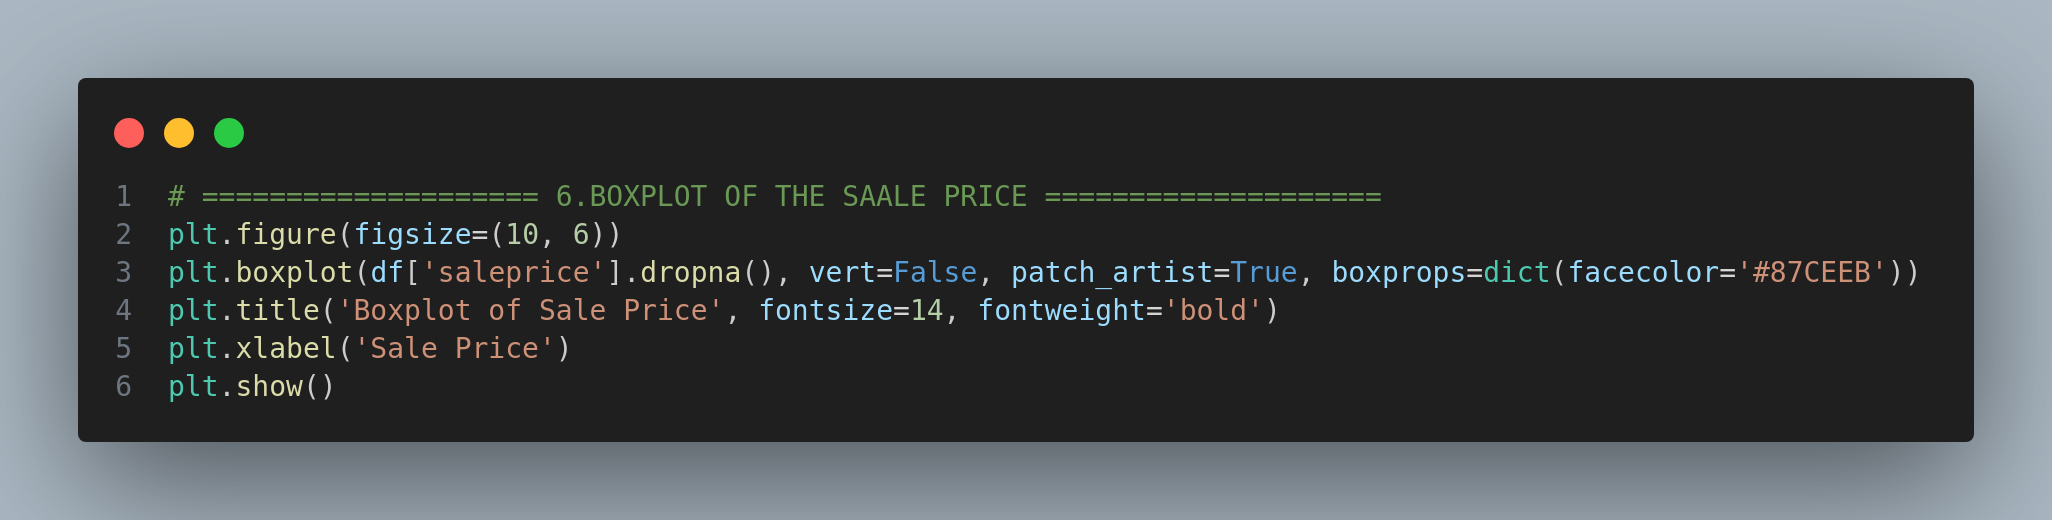 1 # ==================== 6.BOXPLOT OF THE SAALE PRICE ====================
2 plt.figure(figsize=(10, 6))
3 plt.boxplot(df['saleprice'].dropna(), vert=False, patch_artist=True, boxprops=dict(facecolor='#87CEEB'))
4 plt.title('Boxplot of Sale Price', fontsize=14, fontweight='bold')
5 plt.xlabel('Sale Price')
6 plt.show()